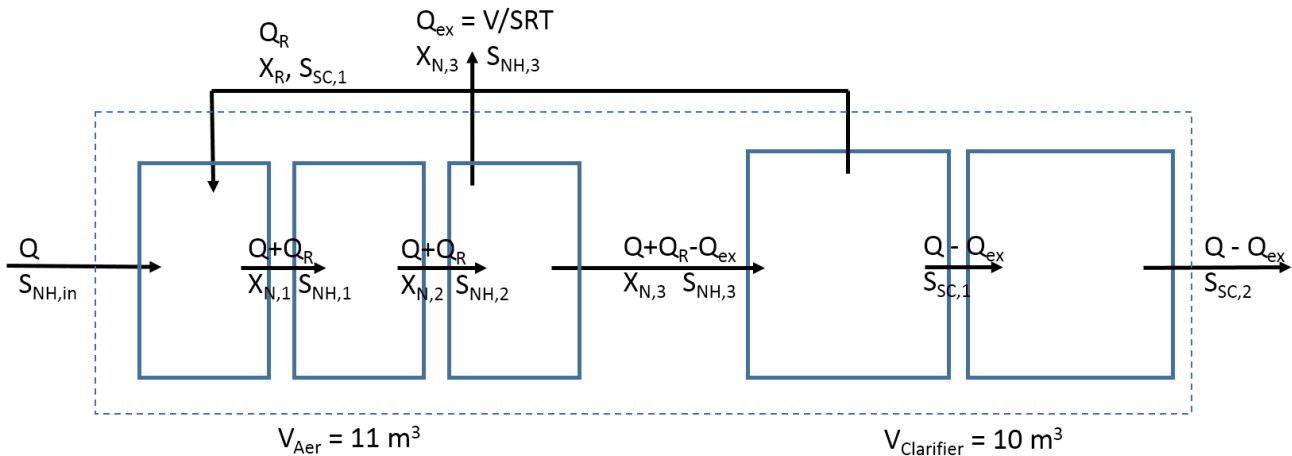 Q_R
X_R, S_SC,1
Q_ex = V/SRT
X_N,3 S_NH,3
Q
S_NH,in
Q+Q_R
X_N,1 S_NH,1
Q+Q_R
X_N,2 S_NH,2
Q+Q_R-Q_ex
X_N,3 S_NH,3
Q - Q_ex
S_SC,1
Q - Q_ex
S_SC,2
V_Aer = 11 m³
V_Clarifier = 10 m³